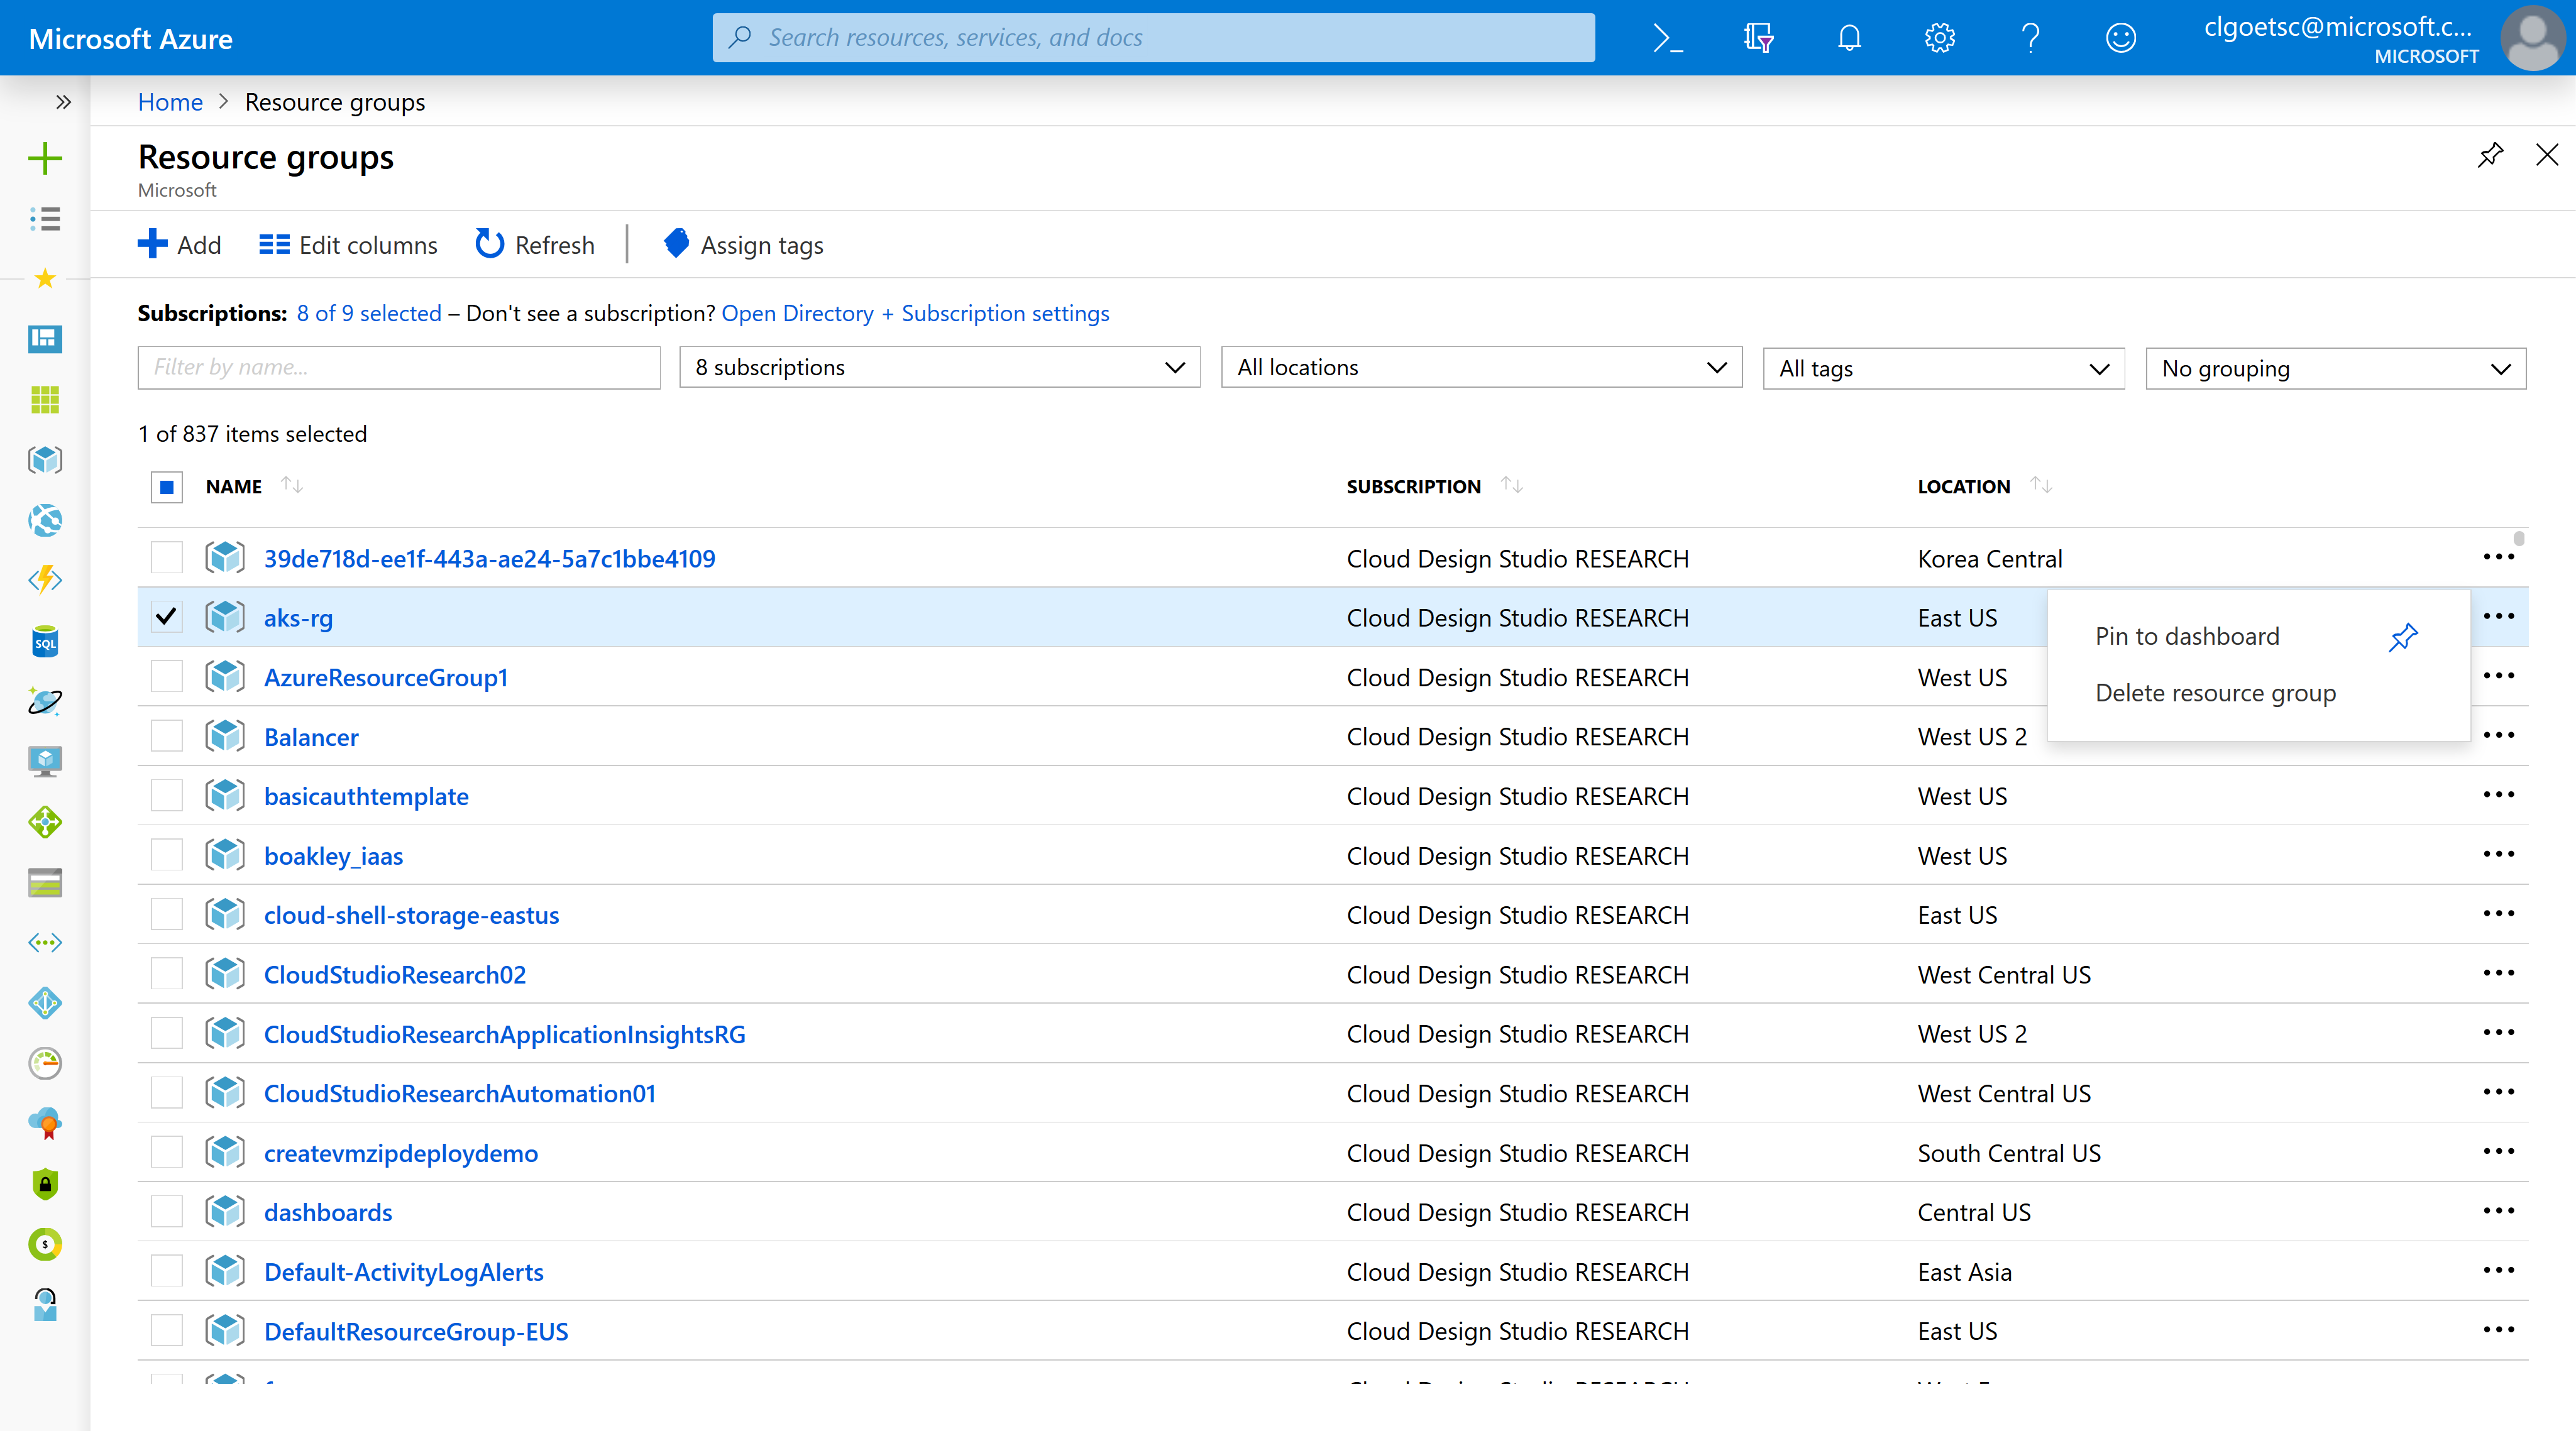 Microsoft Azure
Search resources, services, and docs
clgoetsc@microsoft.c...
MICROSOFT
Home > Resource groups
Resource groups
Microsoft
Add Edit columns Refresh Assign tags
Subscriptions: 8 of 9 selected – Don't see a subscription? Open Directory + Subscription settings
Filter by name... 8 subscriptions All locations All tags No grouping
1 of 837 items selected
NAME SUBSCRIPTION LOCATION
39de718d-ee1f-443a-ae24-5a7c1bbe4109 Cloud Design Studio RESEARCH Korea Central
aks-rg Cloud Design Studio RESEARCH East US
Pin to dashboard
Delete resource group
AzureResourceGroup1 Cloud Design Studio RESEARCH West US
Balancer Cloud Design Studio RESEARCH West US 2
basicauthtemplate Cloud Design Studio RESEARCH West US
boakley_iaas Cloud Design Studio RESEARCH West US
cloud-shell-storage-eastus Cloud Design Studio RESEARCH East US
CloudStudioResearch02 Cloud Design Studio RESEARCH West Central US
CloudStudioResearchApplicationInsightsRG Cloud Design Studio RESEARCH West US 2
CloudStudioResearchAutomation01 Cloud Design Studio RESEARCH West Central US
createvmzipdeploydemo Cloud Design Studio RESEARCH South Central US
dashboards Cloud Design Studio RESEARCH Central US
Default-ActivityLogAlerts Cloud Design Studio RESEARCH East Asia
DefaultResourceGroup-EUS Cloud Design Studio RESEARCH East US
Cloud Design Studio RESEARCH
SQL